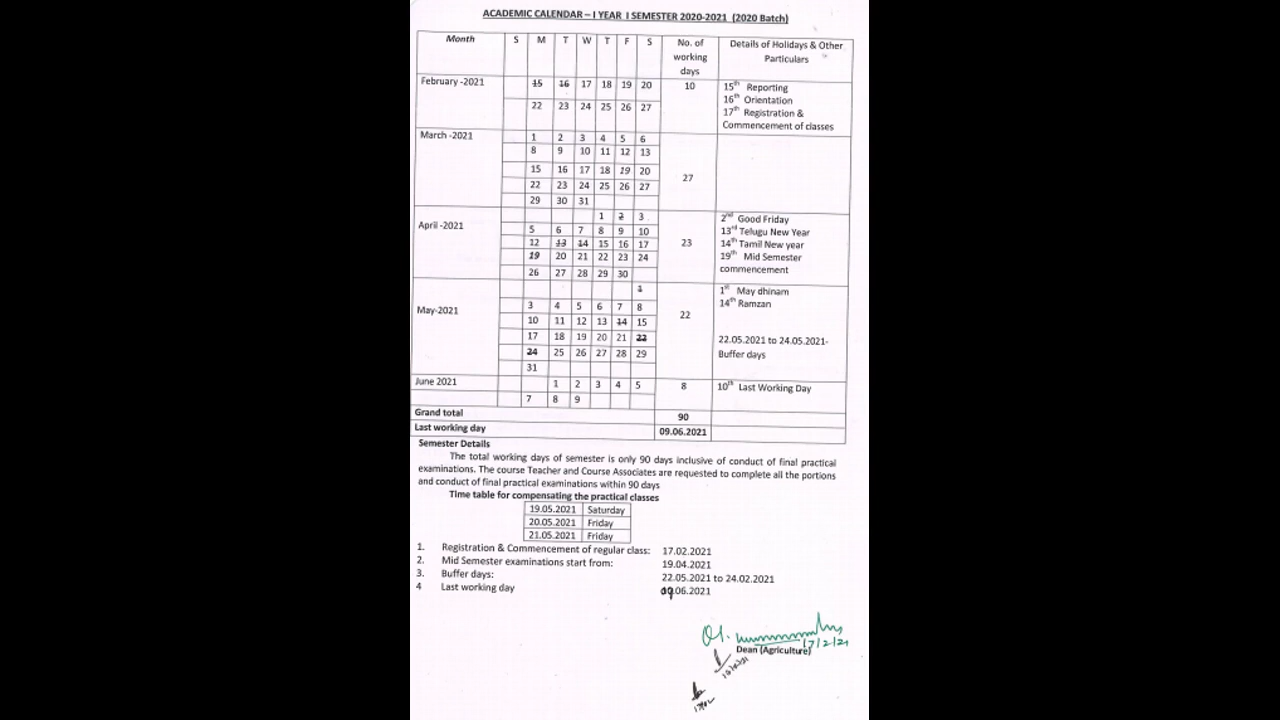 ACADEMIC CALENDAR – I YEAR I SEMESTER 2020-2021 (2020 Batch)
Month S M T W T F S No. of working days Details of Holidays & Other Particulars
February -2021 15 16 17 18 19 20 10 15th Reporting
16th Orientation
22 23 24 25 26 27 17th Registration &
Commencement of classes
March -2021 1 2 3 4 5 6
8 9 10 11 12 13
15 16 17 18 19 20
27
22 23 24 25 26 27
29 30 31
April -2021 1 2 3 2nd Good Friday
5 6 7 8 9 10 13rd Telugu New Year
12 13 14 15 16 17 23 14th Tamil New year
19 20 21 22 23 24 19th Mid Semester
26 27 28 29 30 commencement
1 1st May dhinam
May-2021 3 4 5 6 7 8 14th Ramzan
10 11 12 13 14 15 22
17 18 19 20 21 22 22.05.2021 to 24.05.2021-
24 25 26 27 28 29 Buffer days
31
June 2021 1 2 3 4 5 8 10th Last Working Day
7 8 9
Grand total 90
Last working day 09.06.2021
Semester Details
The total working days of semester is only 90 days inclusive of conduct of final practical
examinations. The course Teacher and Course Associates are requested to complete all the portions
and conduct of final practical examinations within 90 days
Time table for compensating the practical classes
19.05.2021 Saturday
20.05.2021 Friday
21.05.2021 Friday
1. Registration & Commencement of regular class: 17.02.2021
2. Mid Semester examinations start from: 19.04.2021
3. Buffer days: 22.05.2021 to 24.02.2021
4 Last working day 09.06.2021
17/2/21
Dean (Agriculture)